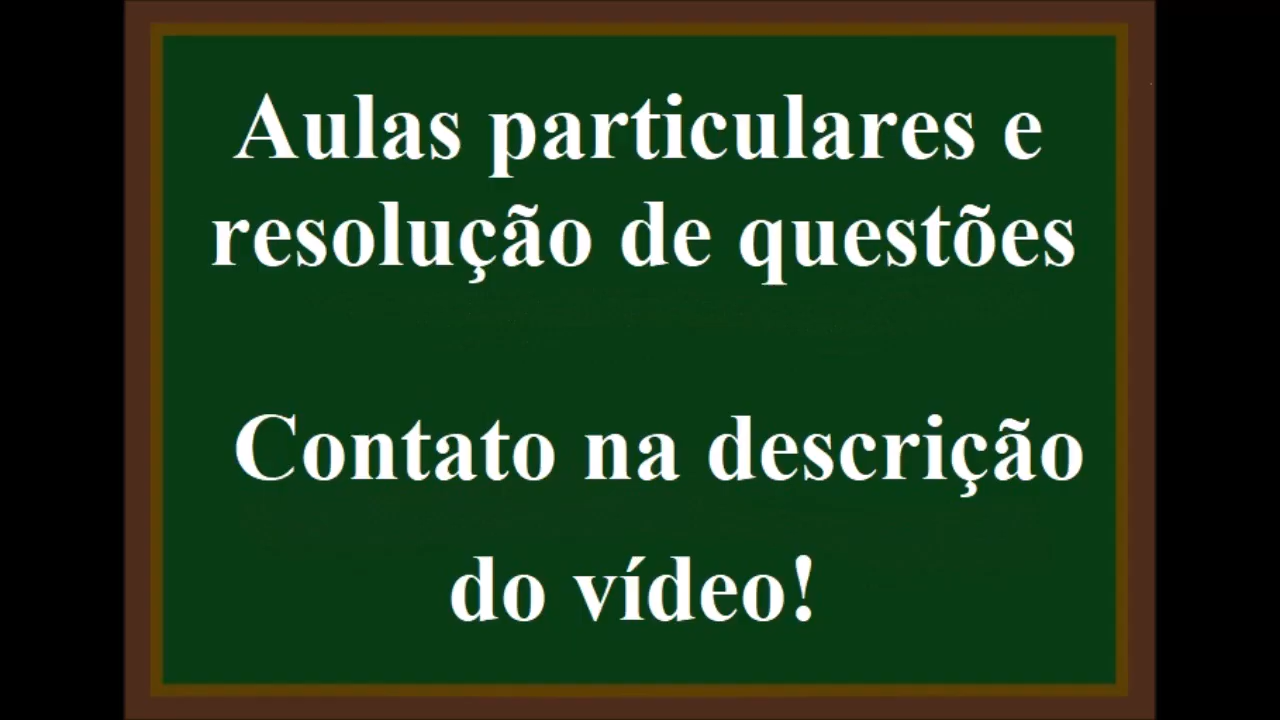 Aulas particulares e
resolução de questões
Contato na descrição
do vídeo!